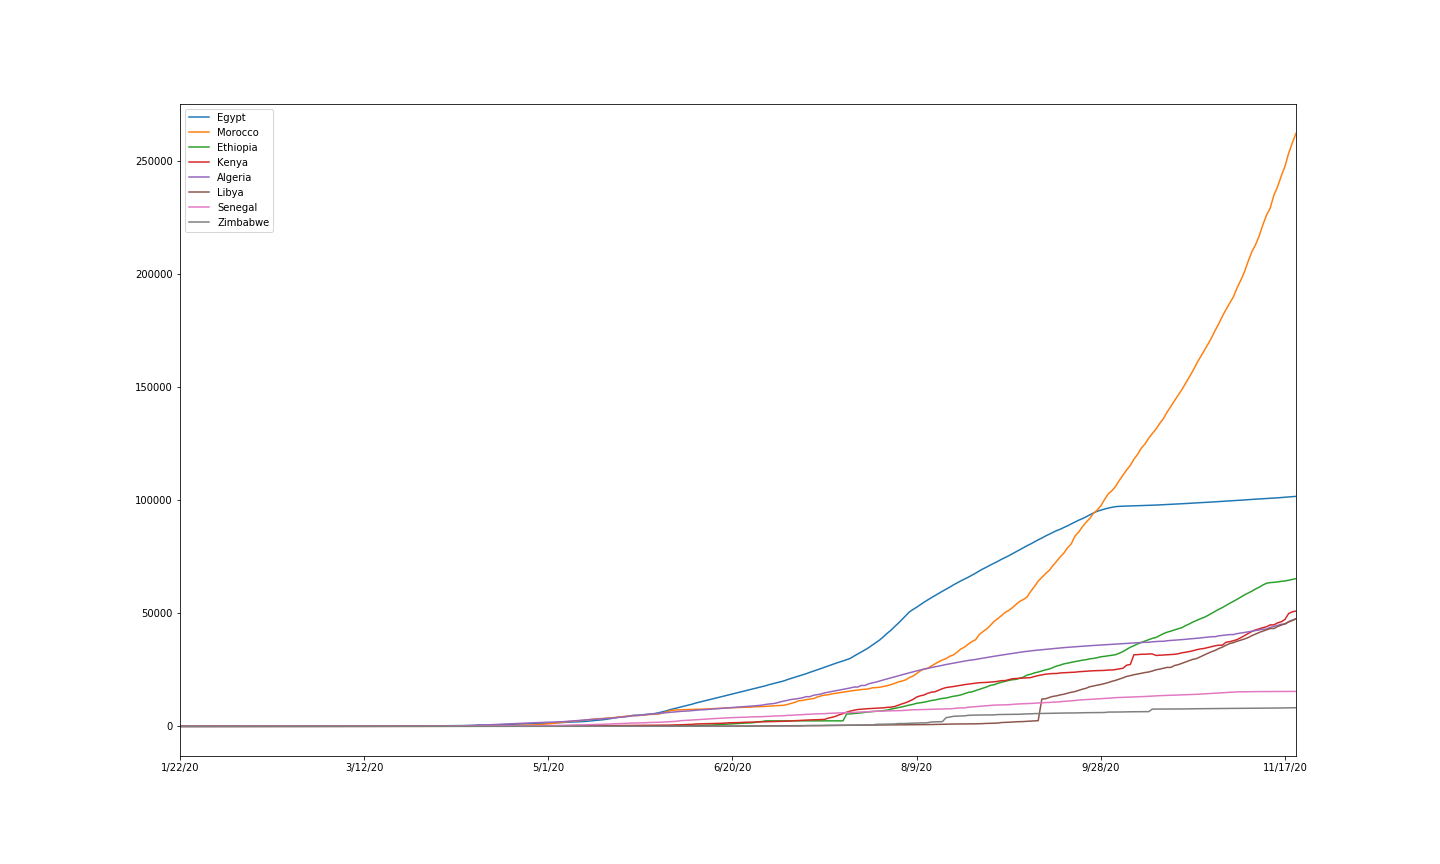 Egypt
Morocco
Ethiopia
Kenya
Algeria
Libya
Senegal
Zimbabwe
250000
200000
150000
100000
50000
0
1/22/20 3/12/20 5/1/20 6/20/20 8/9/20 9/28/20 11/17/20